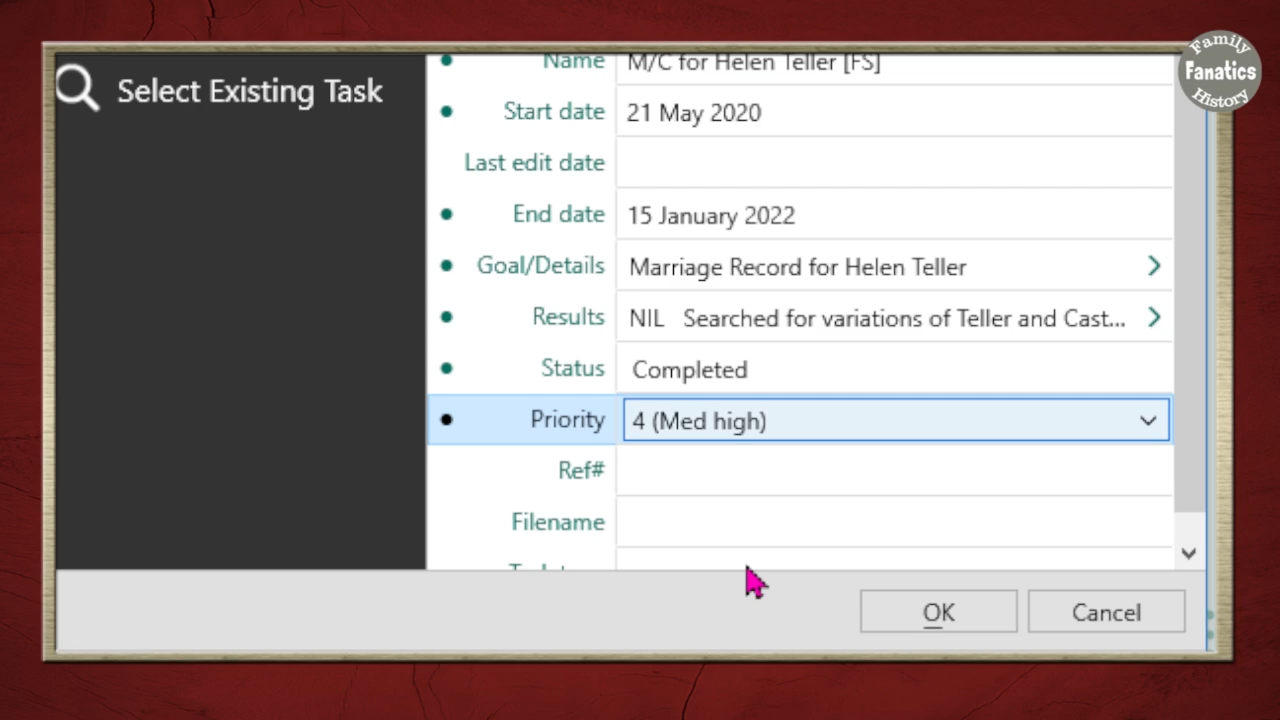 Family
Fanatics
History
Select Existing Task
Name M/C for Helen Teller [FS]
Start date 21 May 2020
Last edit date
End date 15 January 2022
Goal/Details Marriage Record for Helen Teller
Results NIL Searched for variations of Teller and Cast...
Status Completed
Priority 4 (Med high)
Ref#
Filename
OK Cancel